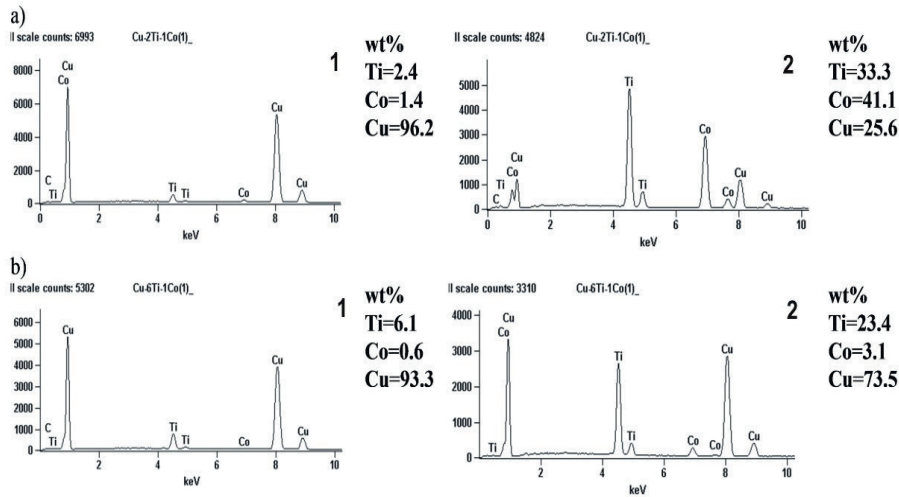 a)
ll scale counts: 6993 Cu-2Ti-1Co(1)_
1
wt%
Ti=2.4
Co=1.4
Cu=96.2
8000
6000
4000
2000
0
Cu
Co
C
Ti
Ti
Ti
Co
Cu
Cu
0 2 4 6 8 10
keV
ll scale counts: 4824 Cu-2Ti-1Co(1)_
2
wt%
Ti=33.3
Co=41.1
Cu=25.6
5000
4000
3000
2000
1000
0
Cu
Ti Co
C
Ti
Ti
Co
Co
Cu
Cu
0 2 4 6 8 10
keV
b)
ll scale counts: 5302 Cu-6Ti-1Co(1)_
1
wt%
Ti=6.1
Co=0.6
Cu=93.3
6000
5000
4000
3000
2000
1000
0
Cu
C
Ti
Ti
Ti
Co
Cu
Cu
2 4 6 8 10
keV
ll scale counts: 3310 Cu-6Ti-1Co(1)_
2
wt%
Ti=23.4
Co=3.1
Cu=73.5
4000
3000
2000
1000
0
Cu
Co
Ti
Ti
Ti
Co
Co
Cu
Cu
2 4 6 8 10
keV